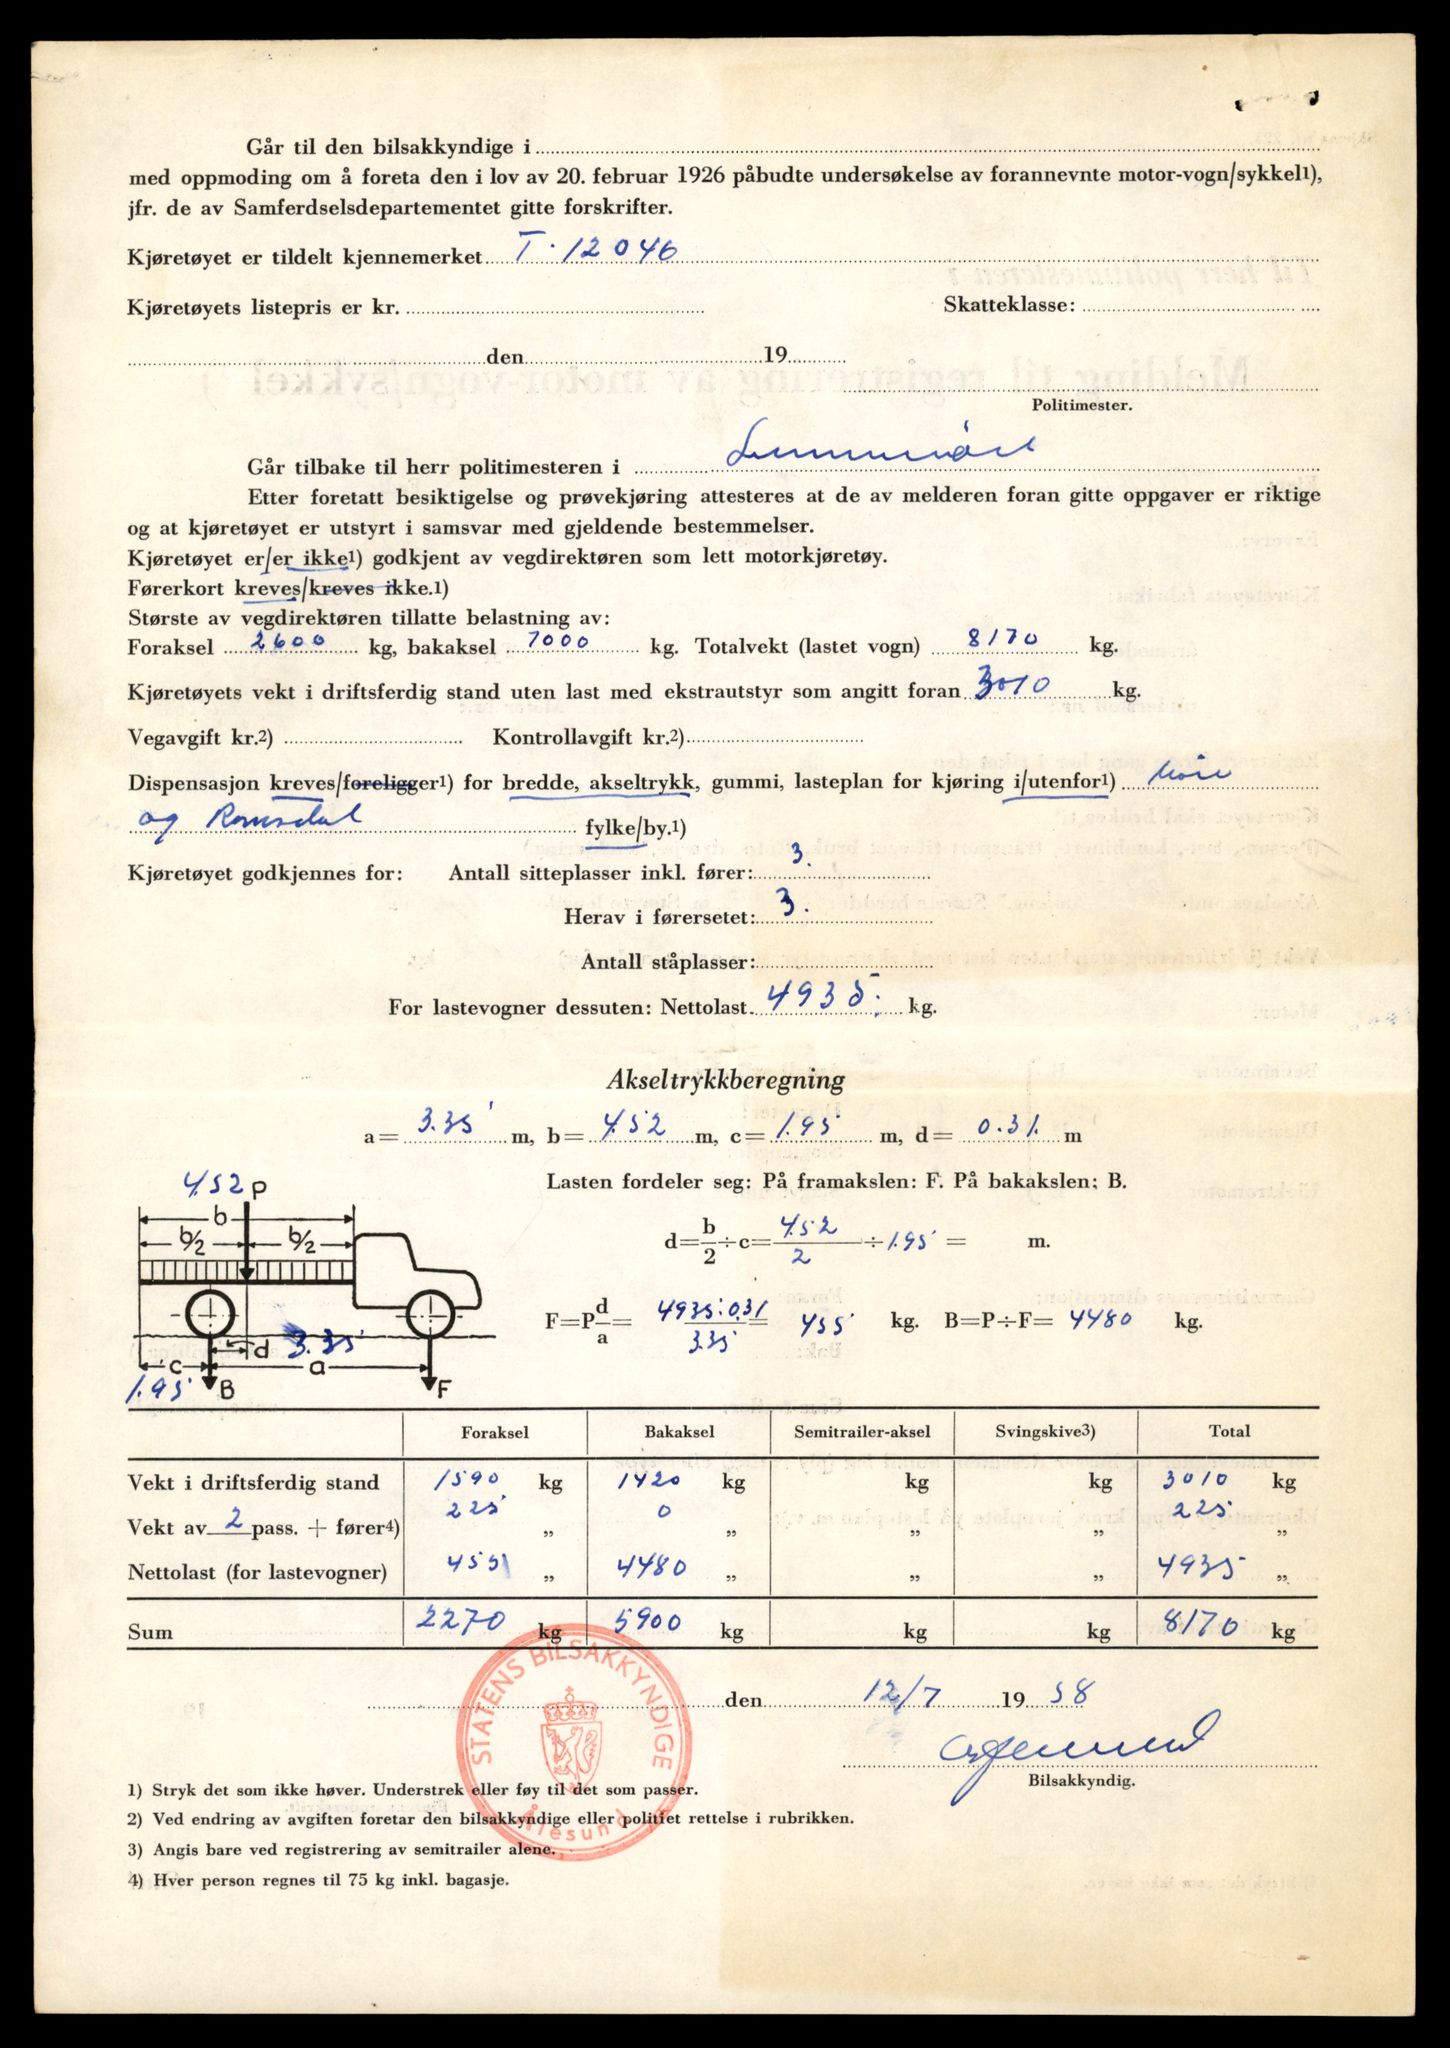 Går til den bilsakkyndige i
med oppmoding om å foreta den i lov av 20. februar 1926 påbudte undersøkelse av forannevnte motor-vogn/sykkel1),
jfr. de av Samferdselsdepartementet gitte forskrifter.
Kjøretøyet er tildelt kjennemerket T. 12046
Kjøretøyets listepris er kr. Skatteklasse:
den 19
Politimester.
Går tilbake til herr politimesteren i Sunnmöre
Etter foretatt besiktigelse og prøvekjøring attesteres at de av melderen foran gitte oppgaver er riktige
og at kjøretøyet er utstyrt i samsvar med gjeldende bestemmelser.
Kjøretøyet er/er ikke1) godkjent av vegdirektøren som lett motorkjøretøy.
Førerkort kreves/kreves ikke.1)
Største av vegdirektøren tillatte belastning av:
Foraksel 2600 kg, bakaksel 7000 kg. Totalvekt (lastet vogn) 8170 kg.
Kjøretøyets vekt i driftsferdig stand uten last med ekstrautstyr som angitt foran 3010 kg.
Vegavgift kr.2) Kontrollavgift kr.2)
Dispensasjon kreves/foreligger1) for bredde, akseltrykk, gummi, lasteplan for kjøring i/utenfor1) Møre
og Romsdal fylke/by.1)
Kjøretøyet godkjennes for: Antall sitteplasser inkl. fører: 3.
Herav i førersetet: 3.
Antall ståplasser:
For lastevogner dessuten: Nettolast. 4935. kg.
Akseltrykkberegning
a= 3.35 m, b= 4.52 m, c= 1.95 m, d= 0.31. m
Lasten fordeler seg: På framakslen: F. På bakakslen: B.
4.52 P
b
b/2 b/2
d=b/2÷c= 4.52/2 ÷ 1.95 = m.
F=P d/a= 4935:0.31/3.35 = 455 kg. B=P÷F= 4480 kg.
d 3.35
c a
1.95 B F
Foraksel Bakaksel Semitrailer-aksel Svingskive3) Total
Vekt i driftsferdig stand 1590 kg 1420 kg kg kg 3010 kg
Vekt av 2 pass. + fører4) 225 „ 0 „ „ „ 225 „
Nettolast (for lastevogner) 455 „ 4480 „ „ „ 4935 „
Sum 2270 kg 5900 kg kg kg 8170 kg
den 12/7 19 58
Bilsakkyndig.
STATENS BILSAKKYNDIGE
Ålesund
1) Stryk det som ikke høver. Understrek eller føy til det som passer.
2) Ved endring av avgiften foretar den bilsakkyndige eller politiet rettelse i rubrikken.
3) Angis bare ved registrering av semitrailer alene.
4) Hver person regnes til 75 kg inkl. bagasje.